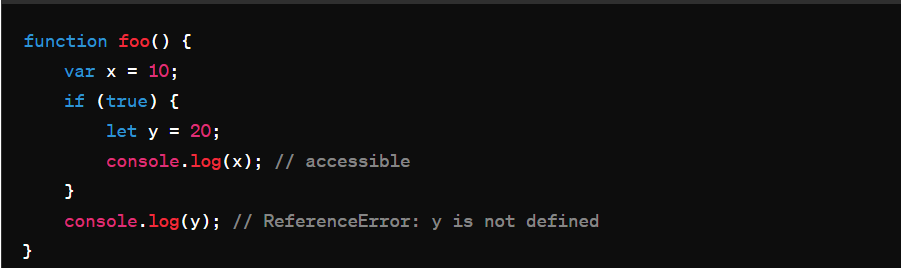 function foo() {
    var x = 10;
    if (true) {
        let y = 20;
        console.log(x); // accessible
    }
    console.log(y); // ReferenceError: y is not defined
}